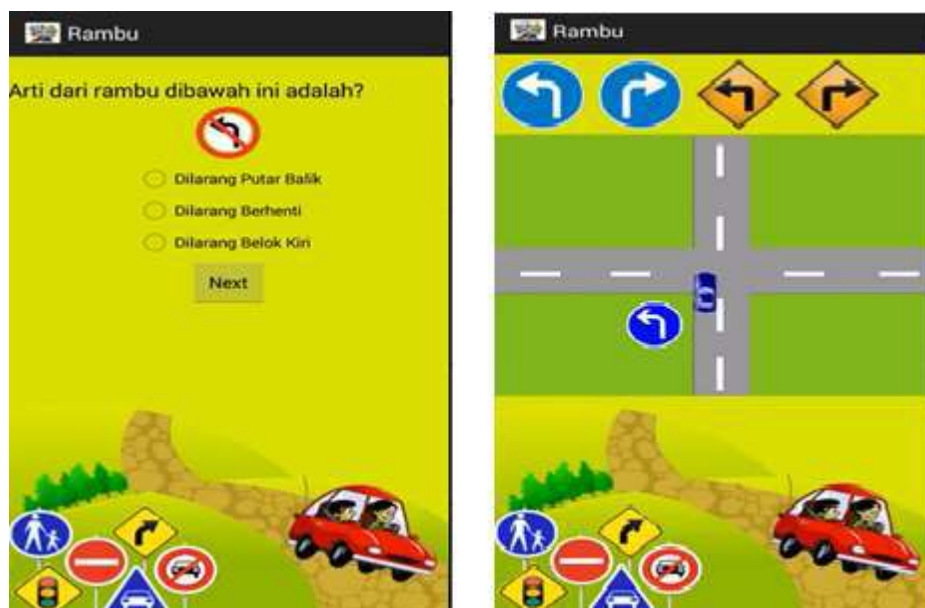 Rambu
Arti dari rambu dibawah ini adalah?
Dilarang Putar Balik
Dilarang Berhenti
Dilarang Belok Kiri
Next
Rambu